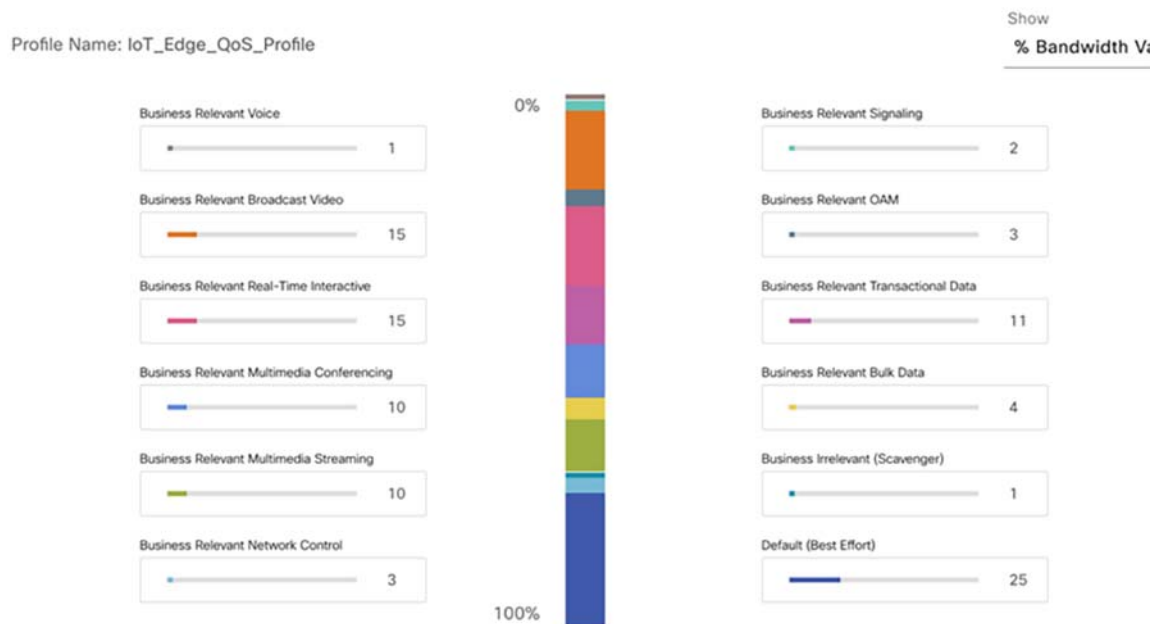 Show
Profile Name: IoT_Edge_QoS_Profile
% Bandwidth
0%
100%
Business Relevant Voice
1
Business Relevant Broadcast Video
15
Business Relevant Real-Time Interactive
15
Business Relevant Multimedia Conferencing
10
Business Relevant Multimedia Streaming
10
Business Relevant Network Control
3
Business Relevant Signaling
2
Business Relevant OAM
3
Business Relevant Transactional Data
11
Business Relevant Bulk Data
4
Business Irrelevant (Scavenger)
1
Default (Best Effort)
25